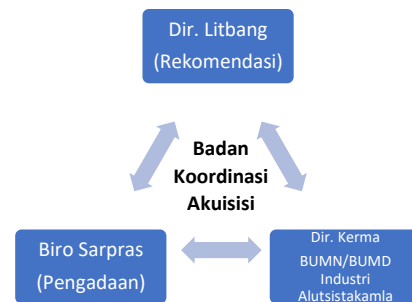 Dir. Litbang
(Rekomendasi)
Badan
Koordinasi
Akuisisi
Biro Sarpras
(Pengadaan)
Dir. Kerma
BUMN/BUMD
Industri
Alutsistakamla